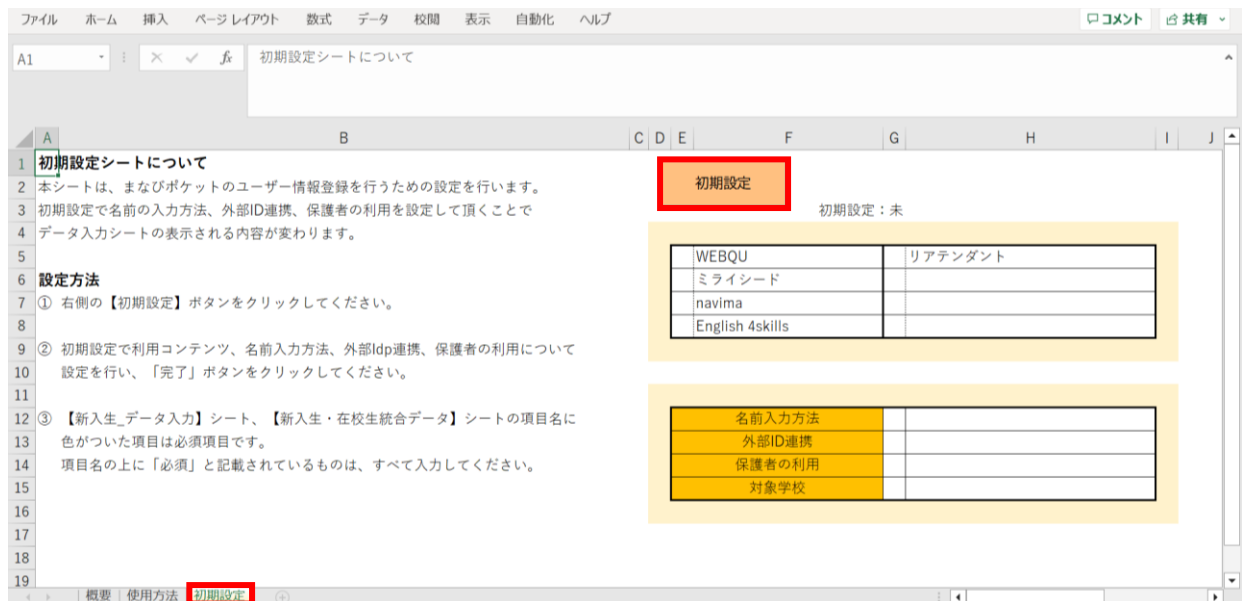 ファイル ホーム 挿入 ページ レイアウト 数式 データ 校閲 表示 自動化 ヘルプ コメント 共有
A1 fx 初期設定シートについて
A B C D E F G H I J
1 初期設定シートについて
2 本シートは、まなびポケットのユーザー情報登録を行うための設定を行います。 初期設定
3 初期設定で名前の入力方法、外部ID連携、保護者の利用を設定して頂くことで 初期設定：未
4 データ入力シートの表示される内容が変わります。
5 WEBQU リアテンダント
6 設定方法 ミライシード
7 ① 右側の【初期設定】ボタンをクリックしてください。 navima
8 English 4skills
9 ② 初期設定で利用コンテンツ、名前入力方法、外部Idp連携、保護者の利用について
10 設定を行い、「完了」ボタンをクリックしてください。
11
12 ③ 【新入生_データ入力】シート、【新入生・在校生統合データ】シートの項目名に 名前入力方法
13 色がついた項目は必須項目です。 外部ID連携
14 項目名の上に「必須」と記載されているものは、すべて入力してください。 保護者の利用
15 対象学校
16
17
18
19
概要 使用方法 初期設定